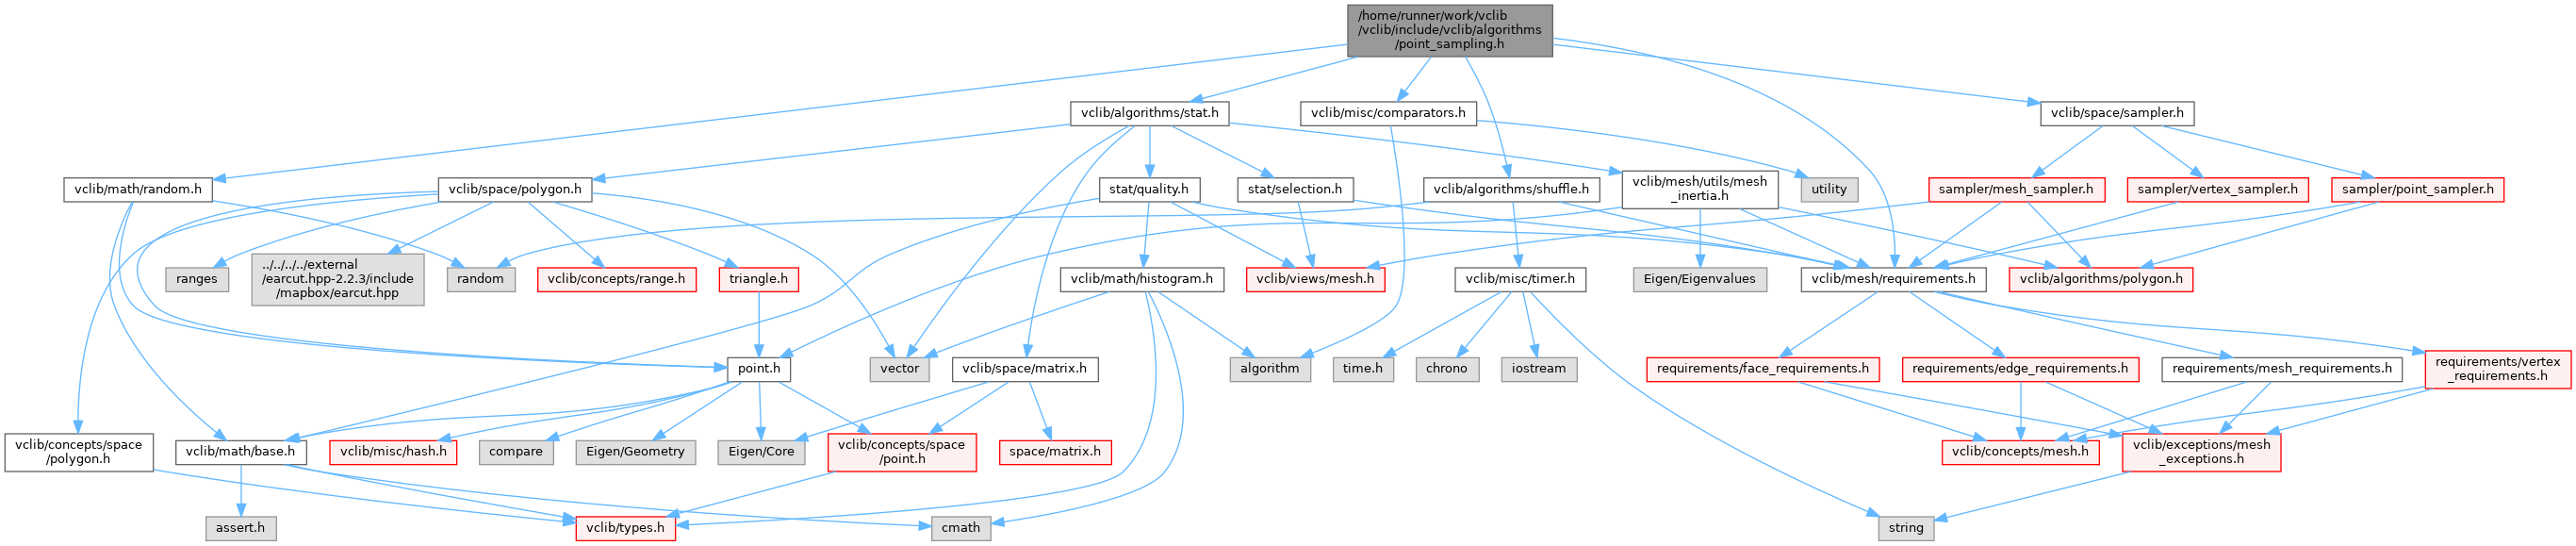 /home/runner/work/vclib
/vclib/include/vclib/algorithms
/point_sampling.h
vclib/algorithms/stat.h
vclib/misc/comparators.h
vclib/space/sampler.h
vclib/math/random.h
vclib/space/polygon.h
stat/quality.h
stat/selection.h
vclib/algorithms/shuffle.h
vclib/mesh/utils/mesh
_inertia.h
utility
sampler/mesh_sampler.h
sampler/vertex_sampler.h
sampler/point_sampler.h
ranges
../../../../external
/earcut.hpp-2.2.3/include
/mapbox/earcut.hpp
random
vclib/concepts/range.h
triangle.h
vclib/math/histogram.h
vclib/views/mesh.h
vclib/misc/timer.h
Eigen/Eigenvalues
vclib/mesh/requirements.h
vclib/algorithms/polygon.h
point.h
vector
vclib/space/matrix.h
algorithm
time.h
chrono
iostream
requirements/face_requirements.h
requirements/edge_requirements.h
requirements/mesh_requirements.h
requirements/vertex
_requirements.h
vclib/concepts/space
/polygon.h
vclib/math/base.h
vclib/misc/hash.h
compare
Eigen/Geometry
Eigen/Core
vclib/concepts/space
/point.h
space/matrix.h
vclib/concepts/mesh.h
vclib/exceptions/mesh
_exceptions.h
assert.h
vclib/types.h
cmath
string